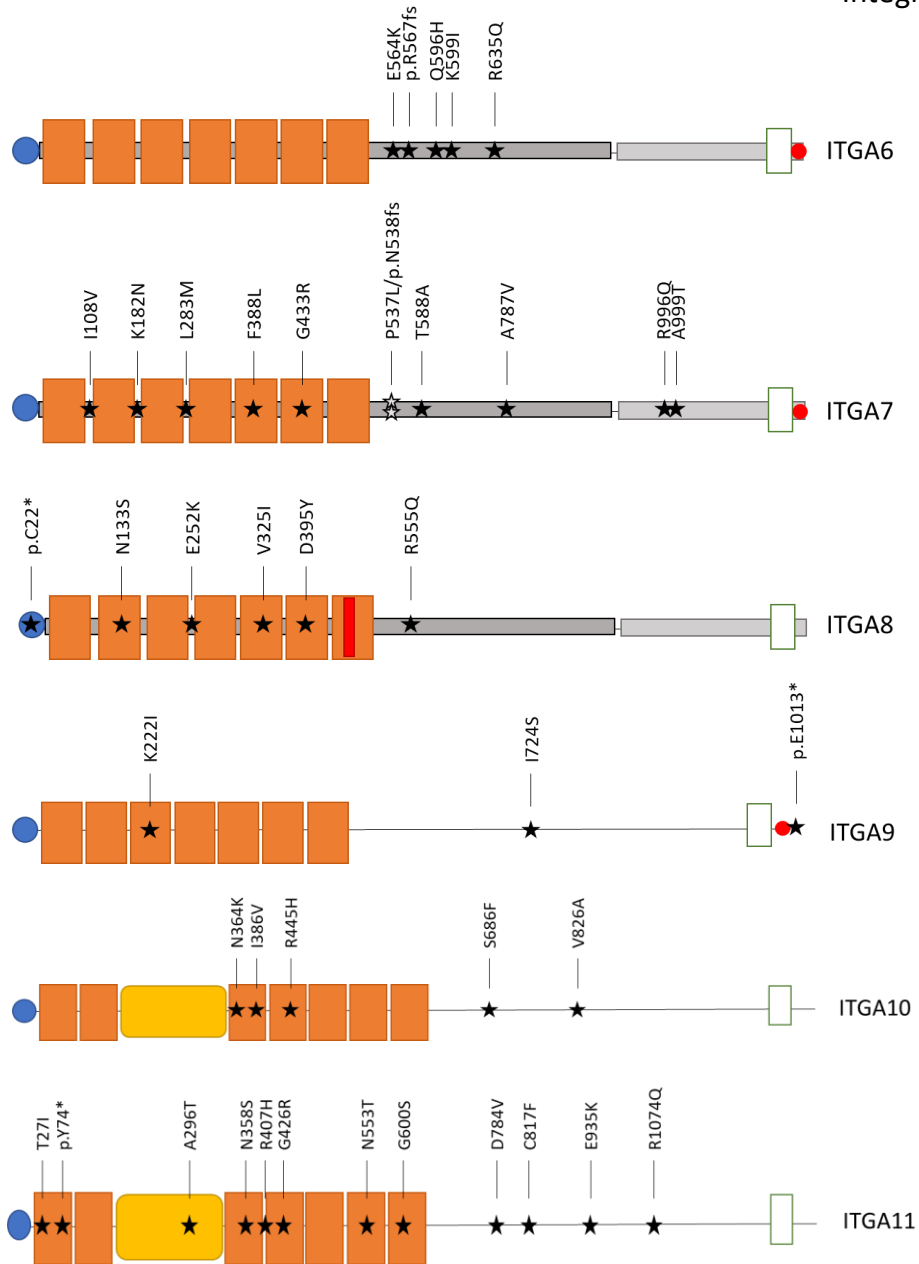 Integr
E564K
p.R567fs
Q596H
K599I
R635Q
ITGA6
I108V
K182N
L283M
F388L
G433R
P537L/p.N538fs
T588A
A787V
R996Q
A999T
ITGA7
p.C22*
N133S
E252K
V325I
D395Y
R555Q
ITGA8
K222I
I724S
p.E1013*
ITGA9
N364K
I386V
R445H
S686F
V826A
ITGA10
T27I
p.Y74*
A296T
N358S
R407H
G426R
N553T
G600S
D784V
C817F
E935K
R1074Q
ITGA11